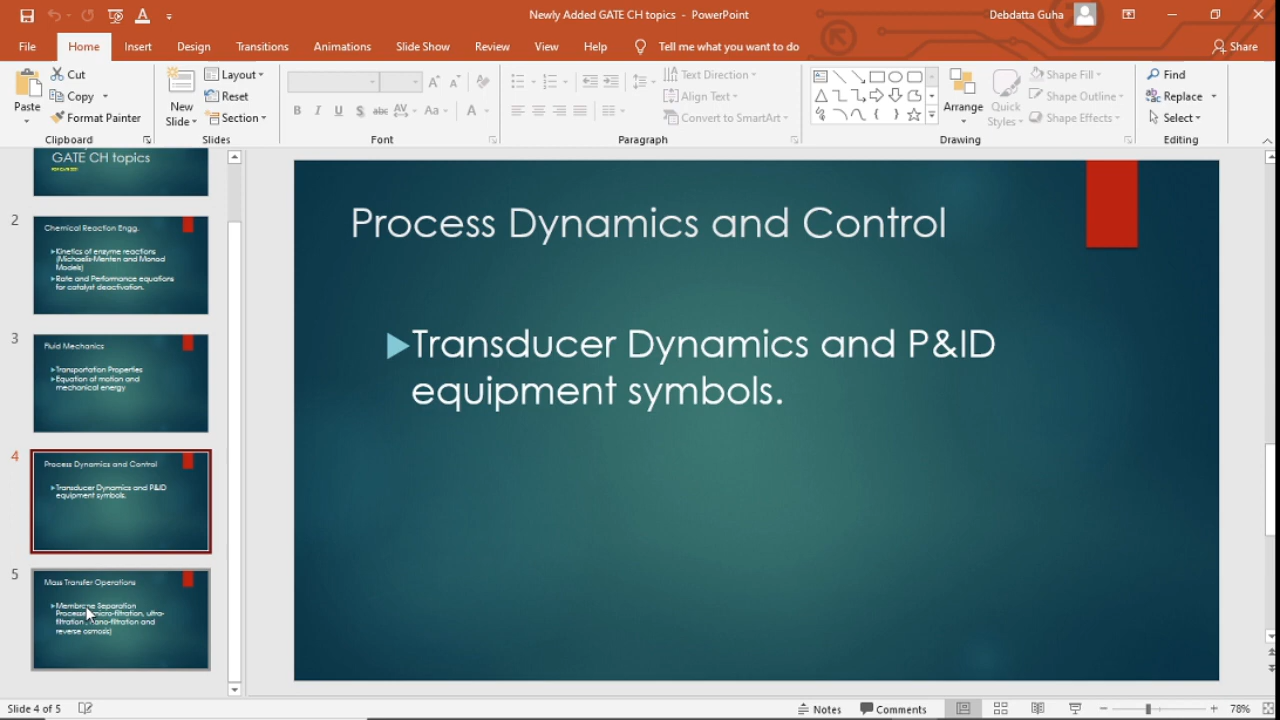 Newly Added GATE CH topics - PowerPoint
Debdatta Guha
File Home Insert Design Transitions Animations Slide Show Review View Help Tell me what you want to do Share
Paste
Cut
Copy
Format Painter
Clipboard
New
Slide
Layout
Reset
Section
Slides
B I U S abc AV Aa A
Font
Text Direction
Align Text
Convert to SmartArt
Paragraph
Arrange
Quick
Styles
Shape Fill
Shape Outline
Shape Effects
Drawing
Find
Replace
Select
Editing
GATE CH topics
2
Chemical Reaction Engg.
Kinetics of enzyme reactions
(Michaelis-Menten and Monod
Models)
Rate and Performance equations
for catalyst deactivation.
3
Fluid Mechanics
Transportation Properties
Equation of motion and
mechanical energy
4
Process Dynamics and Control
Transducer Dynamics and P&ID
equipment symbols.
5
Mass Transfer Operations
Membrane Separation
filtration, ultra-
filtration, nano-filtration and
reverse osmosis)
Process Dynamics and Control
Transducer Dynamics and P&ID
equipment symbols.
Slide 4 of 5
Notes
Comments
78%